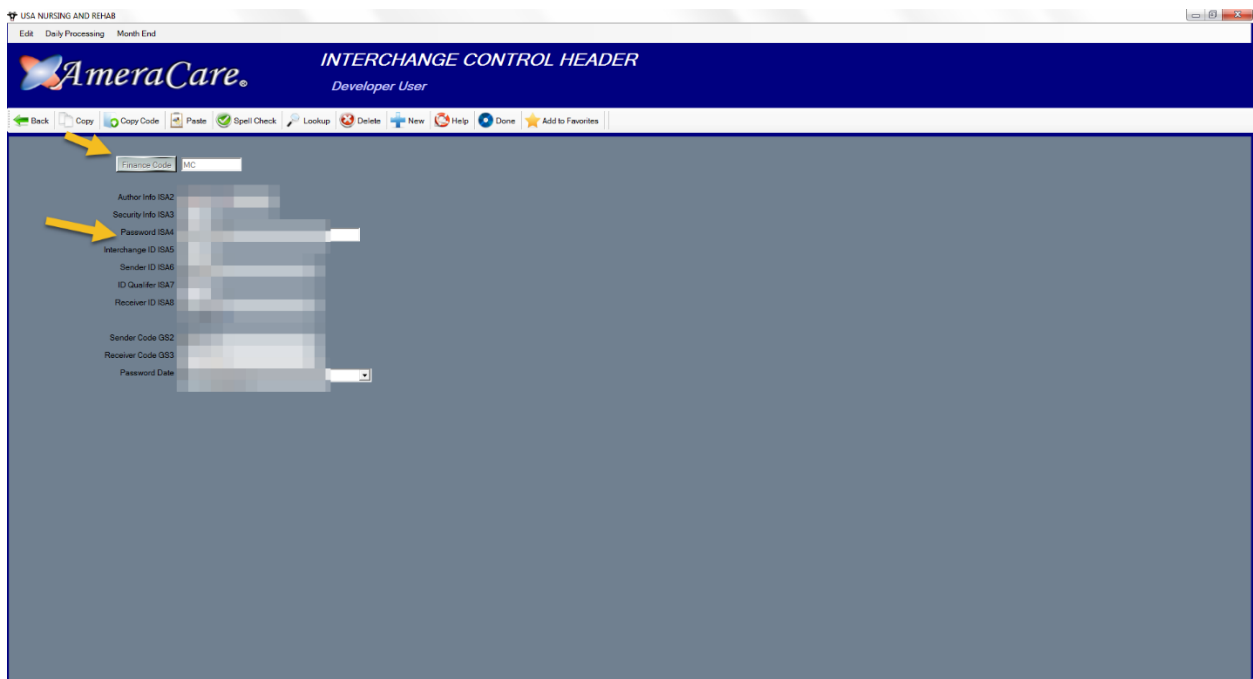 USA NURSING AND REHAB
Edit Daily Processing Month End
AmeraCare®
INTERCHANGE CONTROL HEADER
Developer User
Back Copy Copy Code Paste Spell Check Lookup Delete New Help Done Add to Favorites
Finance Code MC
Author Info ISA2
Security Info ISA3
Password ISA4
Interchange ID ISA5
Sender ID ISA6
ID Qualifer ISA7
Receiver ID ISA8
Sender Code GS2
Receiver Code GS3
Password Date